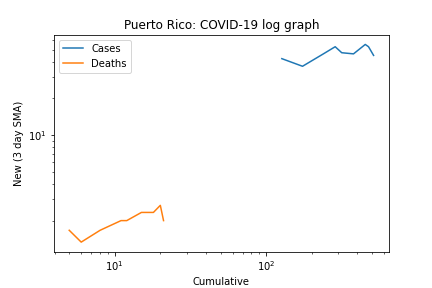 Puerto Rico: COVID-19 log graph
Cases
Deaths
New (3 day SMA)
10¹
10¹
10²
Cumulative